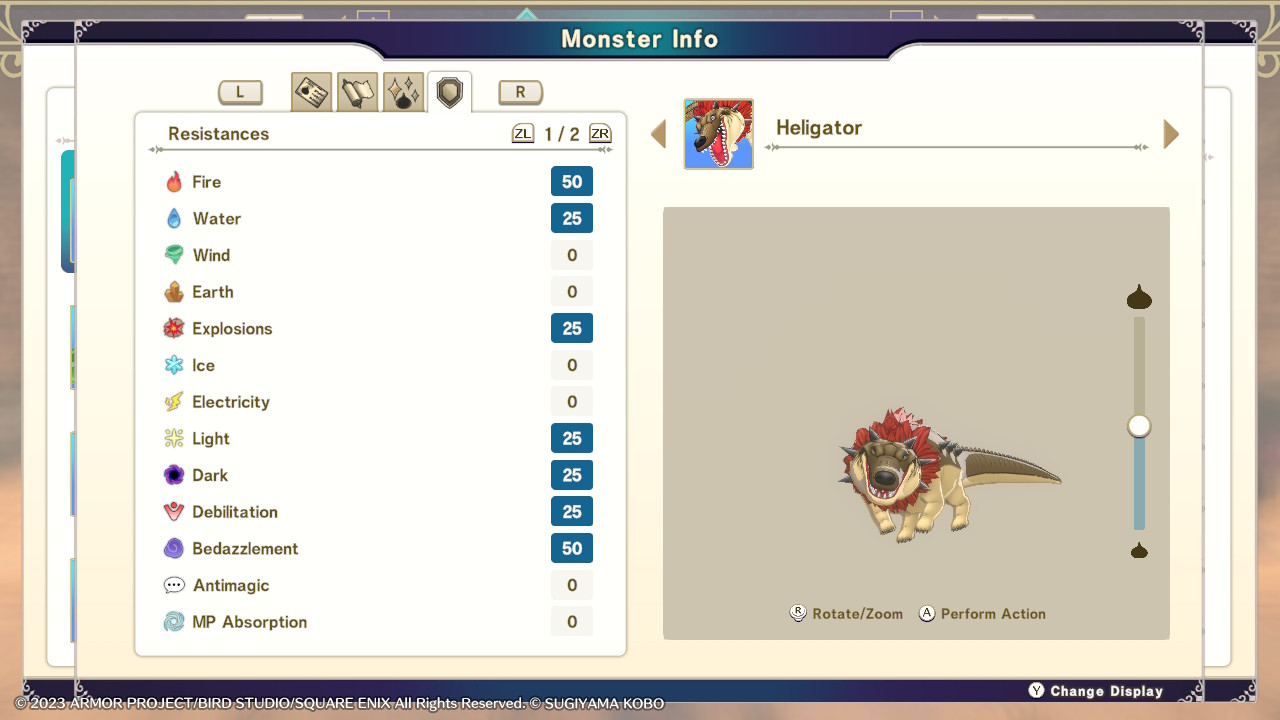 Monster Info
L
R
Resistances
ZL 1 / 2 ZR
Heligator
Fire 50
Water 25
Wind 0
Earth 0
Explosions 25
Ice 0
Electricity 0
Light 25
Dark 25
Debilitation 25
Bedazzlement 50
Antimagic 0
MP Absorption 0
R Rotate/Zoom A Perform Action
Y Change Display
© 2023 ARMOR PROJECT/BIRD STUDIO/SQUARE ENIX All Rights Reserved. © SUGIYAMA KOBO